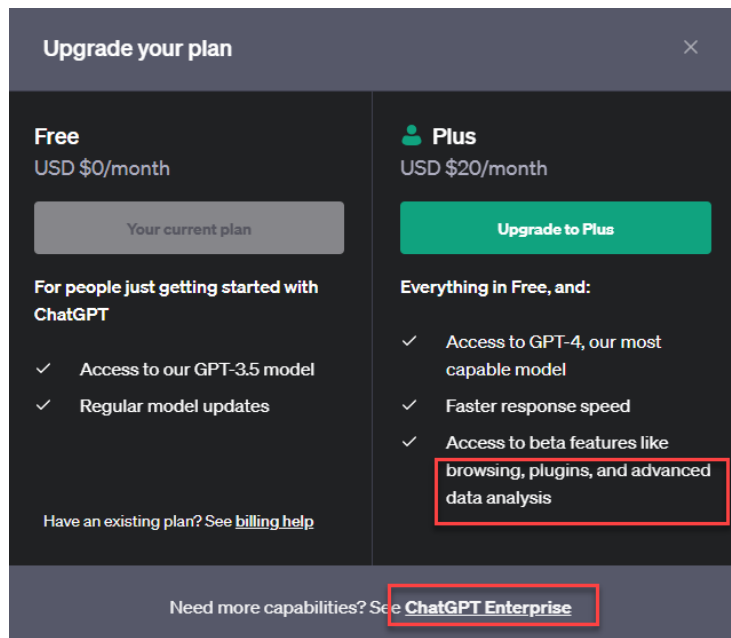 Upgrade your plan
Free
USD $0/month
Your current plan
For people just getting started with
ChatGPT
Access to our GPT-3.5 model
Regular model updates
Have an existing plan? See billing help
Plus
USD $20/month
Upgrade to Plus
Everything in Free, and:
Access to GPT-4, our most
capable model
Faster response speed
Access to beta features like
browsing, plugins, and advanced
data analysis
Need more capabilities? See ChatGPT Enterprise